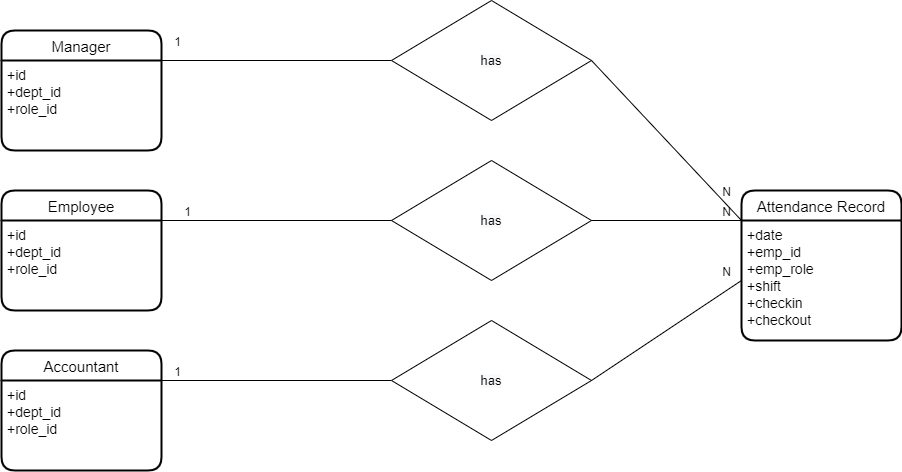 Manager
+id
+dept_id
+role_id
1
has
N
Employee
+id
+dept_id
+role_id
1
has
N
Accountant
+id
+dept_id
+role_id
1
has
N
Attendance Record
+date
+emp_id
+emp_role
+shift
+checkin
+checkout